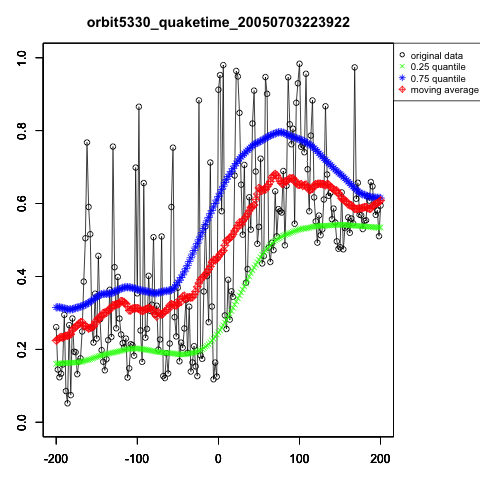 orbit5330_quaketime_20050703223922
original data
0.25 quantile
0.75 quantile
moving average
1.0
0.8
0.6
0.4
0.2
0.0
-200 -100 0 100 200